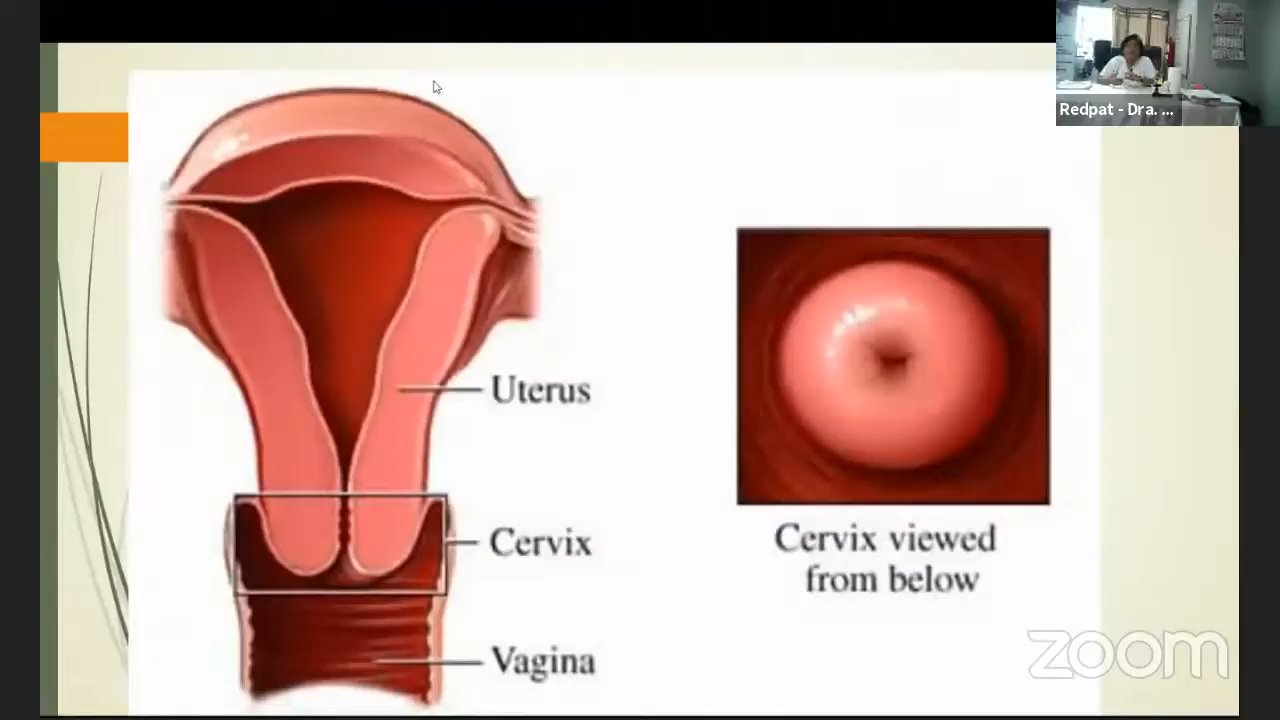 Redpat - Dra. ...
Uterus
Cervix
Vagina
Cervix viewed
from below
zoom